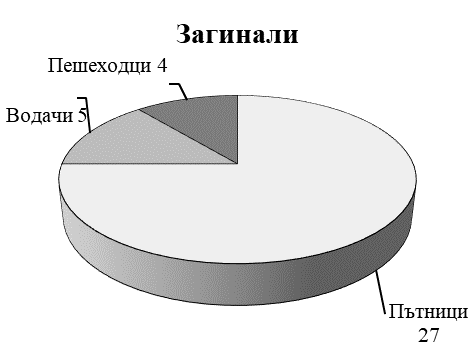 Загинали
Пешеходци 4
Водачи 5
Пътници
27